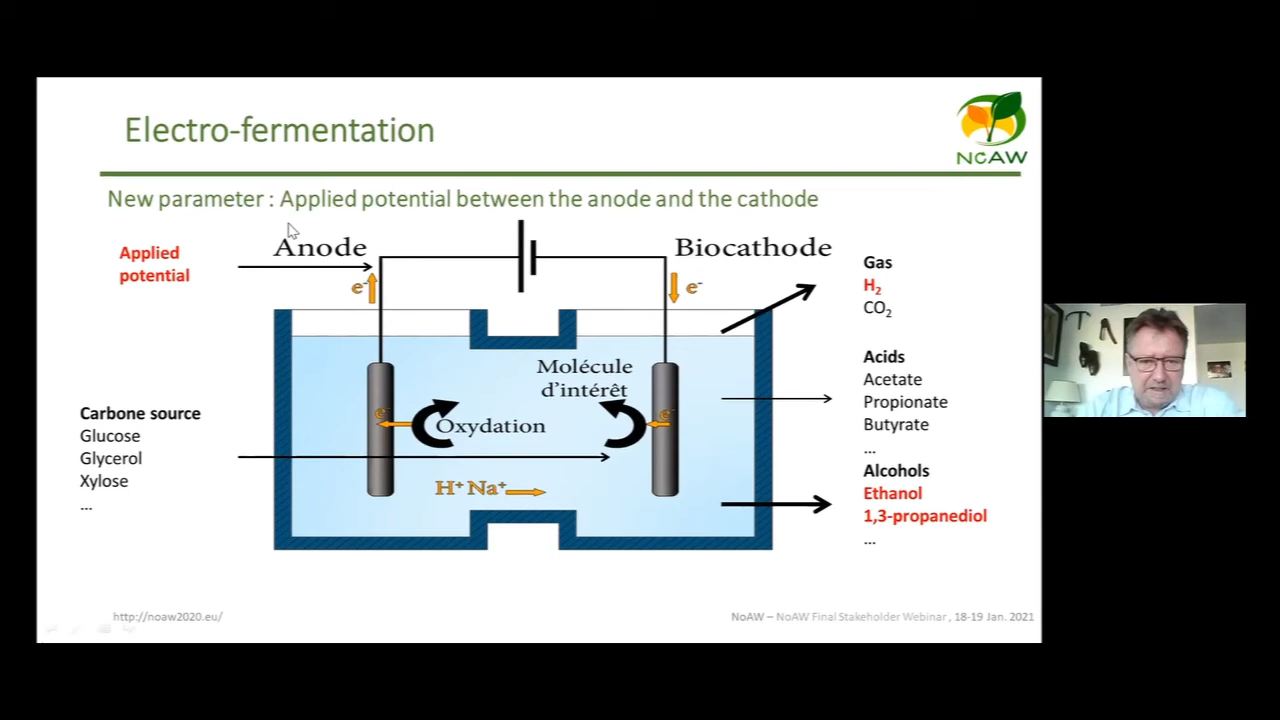 Electro-fermentation
NoAW
New parameter : Applied potential between the anode and the cathode
Applied
potential
Anode
Biocathode
e-
e-
Gas
H2
CO2
Molécule
d'intérêt
Acids
Acetate
Propionate
Butyrate
...
Carbone source
Glucose
Glycerol
Xylose
...
e-
Oxydation
e-
H+ Na+
Alcohols
Ethanol
1,3-propanediol
...
http://noaw2020.eu/
NoAW – NoAW Final Stakeholder Webinar , 18-19 Jan. 2021